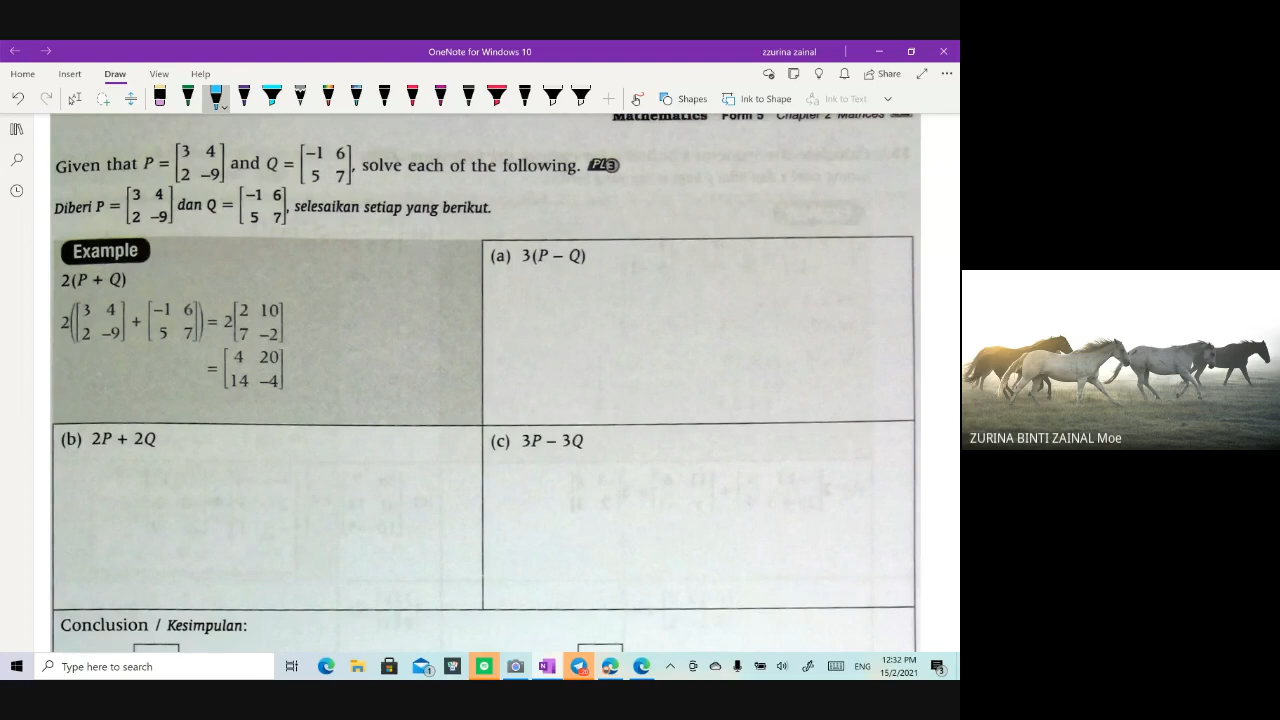 OneNote for Windows 10
zzurina zainal
Home Insert Draw View Help
Share
Shapes Ink to Shape Ink to Text
Mathematics Form 5 Chapter 2 Matrices
Given that P = [3 4 2 -9] and Q = [-1 6 5 7], solve each of the following. PL3
Diberi P = [3 4 2 -9] dan Q = [-1 6 5 7], selesaikan setiap yang berikut.
Example
2(P + Q)
2([3 4 2 -9] + [-1 6 5 7]) = 2[2 10 7 -2]
= [4 20 14 -4]
(a) 3(P – Q)
(b) 2P + 2Q
(c) 3P – 3Q
Conclusion / Kesimpulan:
ZURINA BINTI ZAINAL Moe
Type here to search
ENG
12:32 PM
15/2/2021